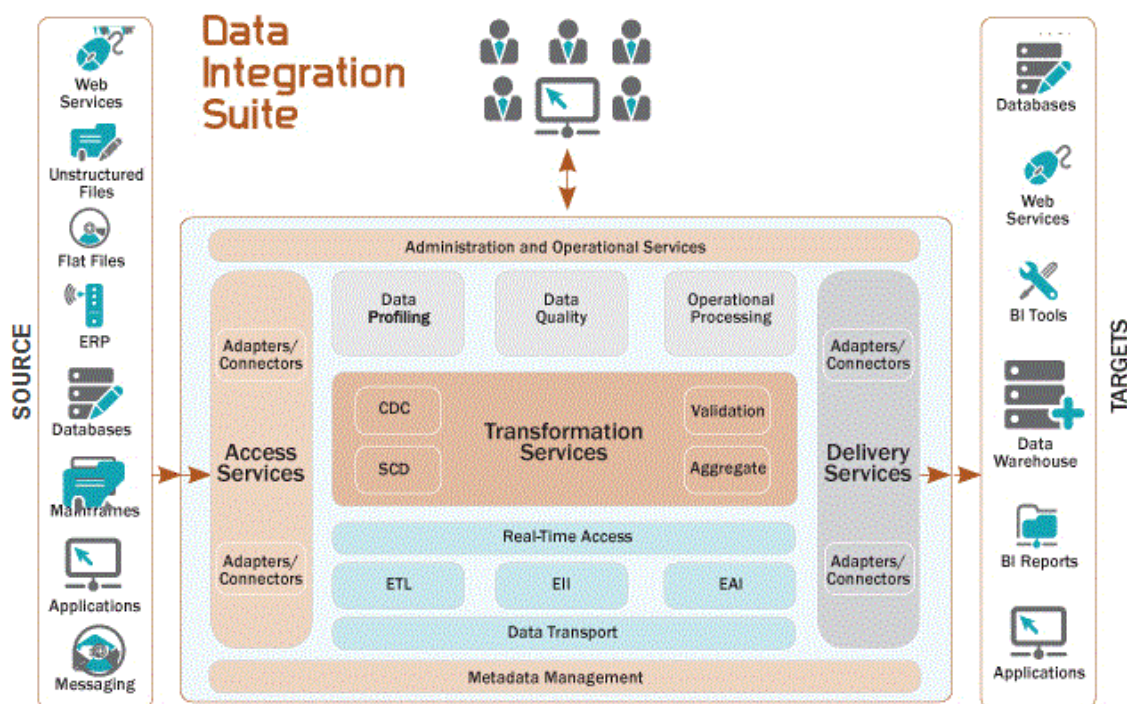 Data
Integration
Suite
SOURCE
Web
Services
Unstructured
Files
Flat Files
ERP
Databases
Mainframes
Applications
Messaging
Administration and Operational Services
Access
Services
Adapters/
Connectors
Adapters/
Connectors
Data
Profiling
Data
Quality
Operational
Processing
CDC
SCD
Transformation
Services
Validation
Aggregate
Real-Time Access
ETL
EII
EAI
Data Transport
Metadata Management
Adapters/
Connectors
Delivery
Services
Adapters/
Connectors
TARGETS
Databases
Web
Services
BI Tools
Data
Warehouse
BI Reports
Applications